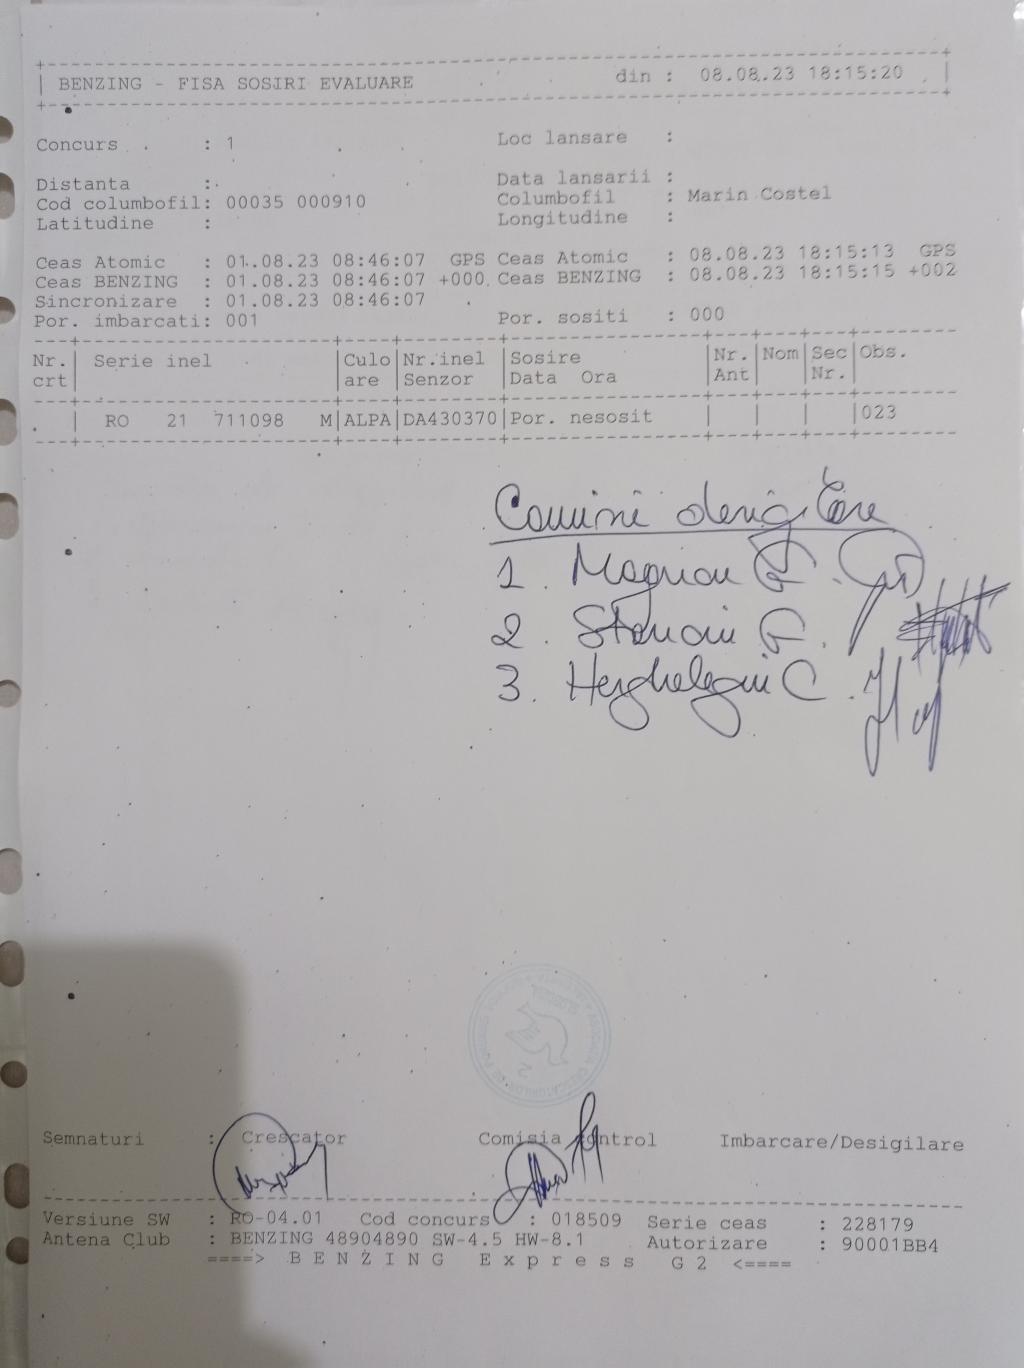 BENZING - FISA SOSIRI EVALUARE din : 08.08.23 18:15:20
Concurs : 1 Loc lansare :
Distanta : Data lansarii :
Cod columbofil: 00035 000910 Columbofil : Marin Costel
Latitudine : Longitudine :
Ceas Atomic : 01.08.23 08:46:07 GPS Ceas Atomic : 08.08.23 18:15:13 GPS
Ceas BENZING : 01.08.23 08:46:07 +000 Ceas BENZING : 08.08.23 18:15:15 +002
Sincronizare : 01.08.23 08:46:07
Por. imbarcati: 001 Por. sositi : 000
Nr. Serie inel Culo Nr.inel Sosire Nr. Nom Sec Obs.
crt are Senzor Data Ora Ant Nr.
RO 21 711098 M ALPA DA430370 Por. nesosit 023
1.
2.
3. C.
Semnaturi : Crescator Comisia control Imbarcare/Desigilare
Versiune SW : RO-04.01 Cod concurs : 018509 Serie ceas : 228179
Antena Club : BENZING 48904890 SW-4.5 HW-8.1 Autorizare : 90001BB4
====> B E N Z I N G E x p r e s s G 2 <====